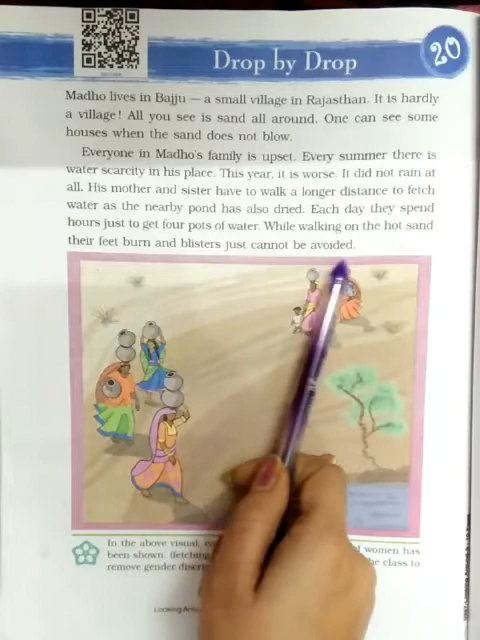 Drop by Drop
20
Madho lives in Bajju — a small village in Rajasthan. It is hardly
a village! All you see is sand all around. One can see some
houses when the sand does not blow.
Everyone in Madho's family is upset. Every summer there is
water scarcity in his place. This year, it is worse. It did not rain at
all. His mother and sister have to walk a longer distance to fetch
water as the nearby pond has also dried. Each day they spend
hours just to get four pots of water. While walking on the hot sand
their feet burn and blisters just cannot be avoided.
In the above visual, of women has
been shown. (fetching the class to
remove gender
Looking